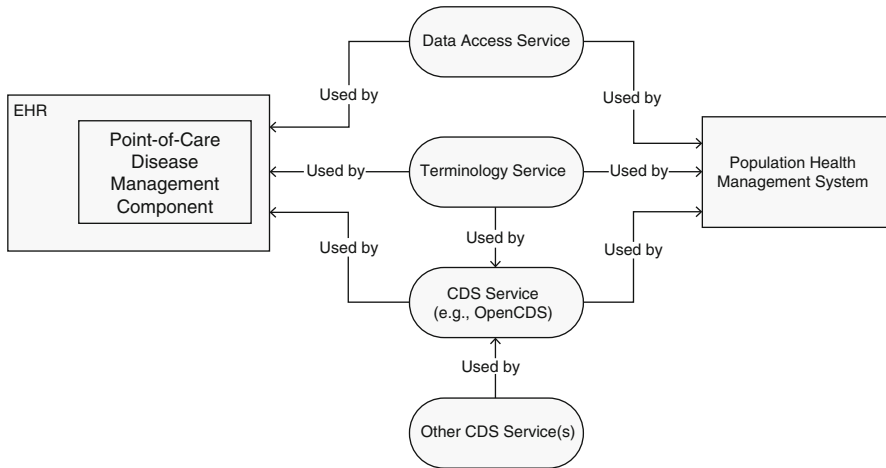 Data Access Service
Used by
Used by
EHR
Point-of-Care
Disease
Management
Component
Used by
Terminology Service
Used by
Population Health
Management System
Used by
Used by
Used by
CDS Service
(e.g., OpenCDS)
Used by
Other CDS Service(s)